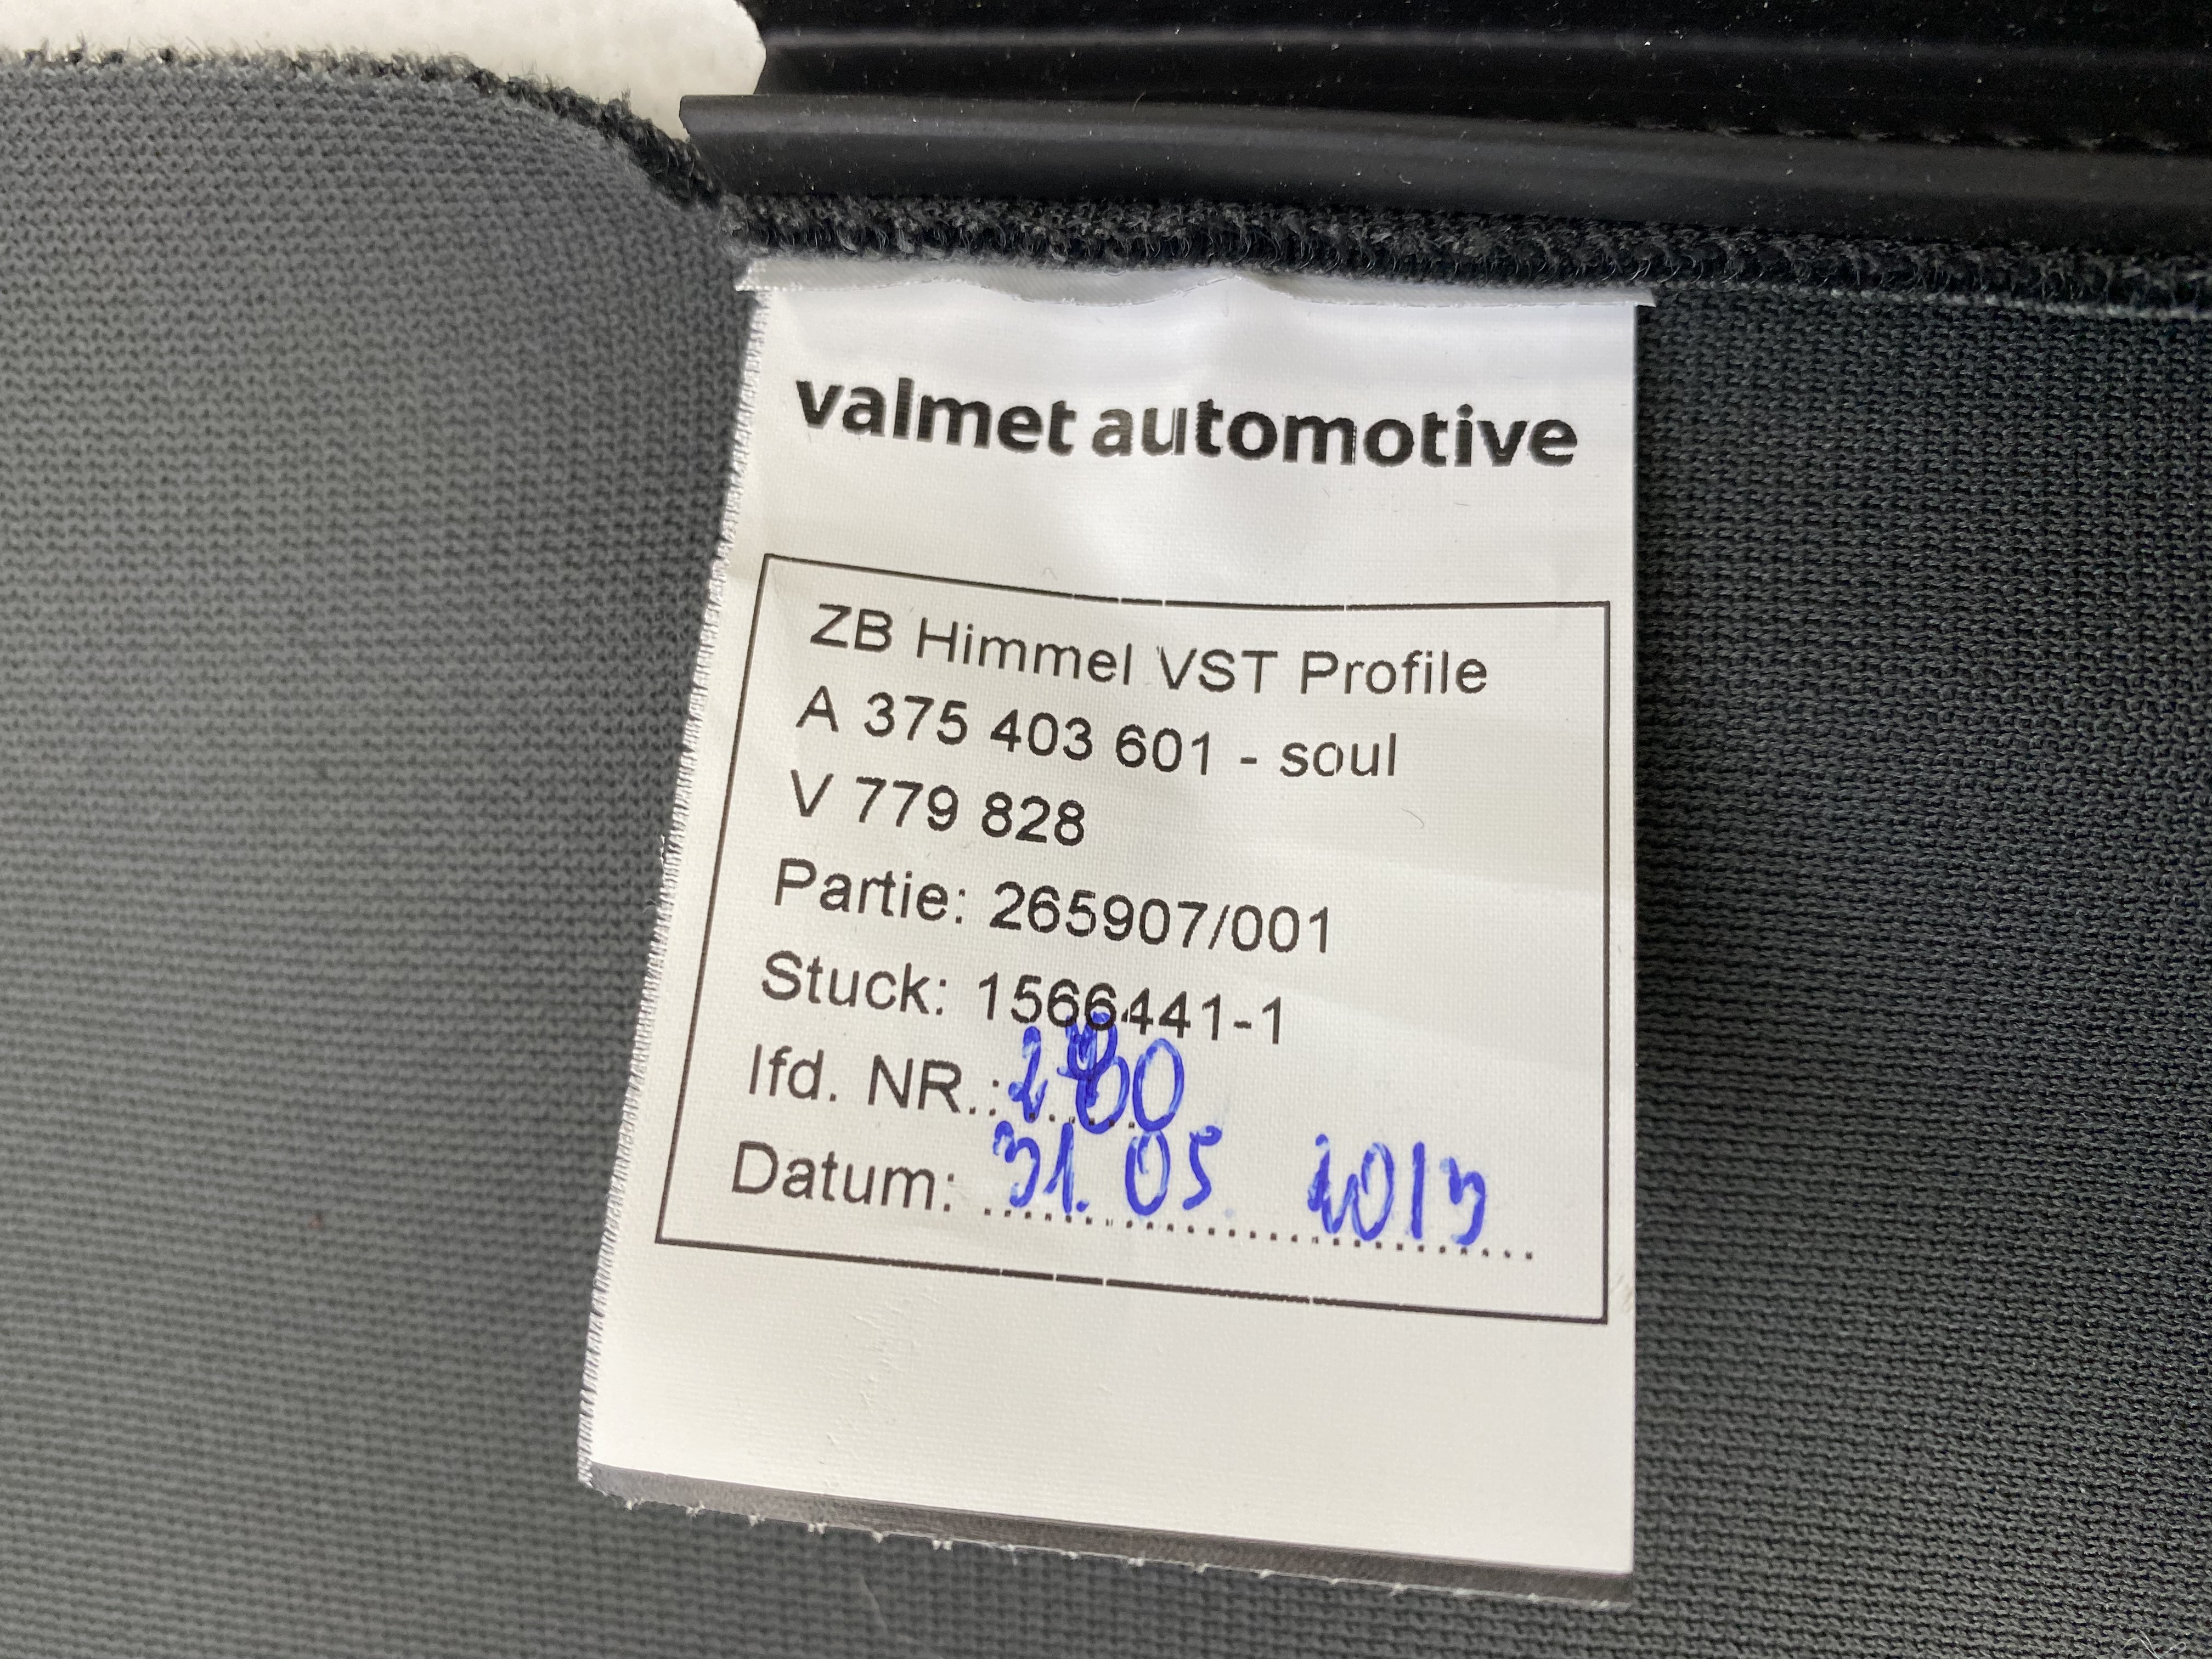 valmet automotive
ZB Himmel VST Profile
A 375 403 601 - soul
V 779 828
Partie: 265907/001
Stuck: 1566441-1
lfd. NR.:
Datum: 31. 05 2013